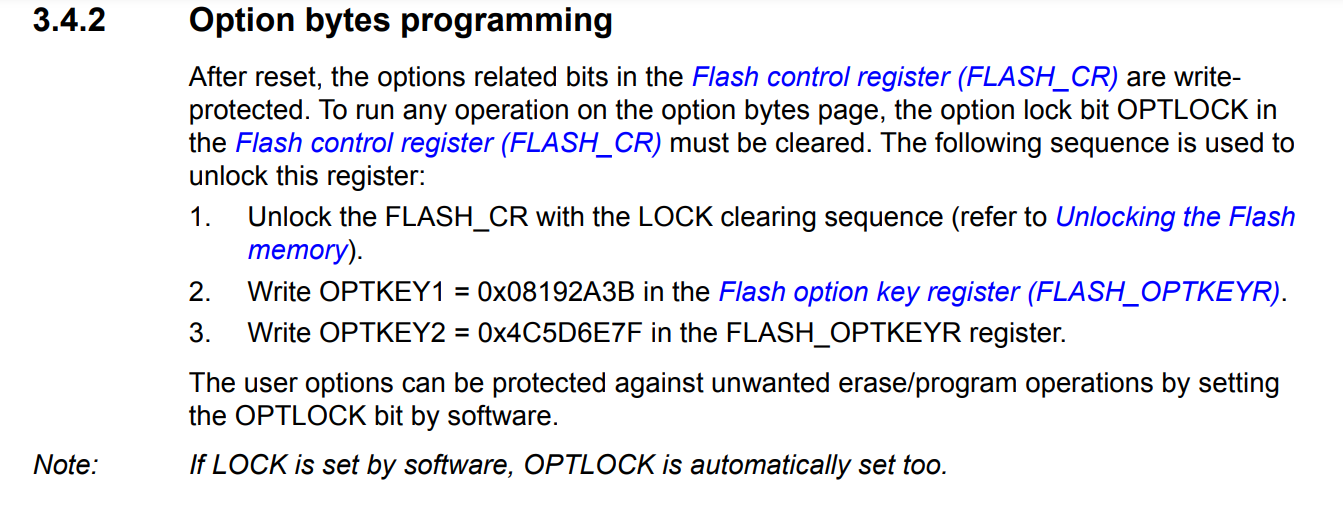 3.4.2 Option bytes programming
After reset, the options related bits in the Flash control register (FLASH_CR) are write-
protected. To run any operation on the option bytes page, the option lock bit OPTLOCK in
the Flash control register (FLASH_CR) must be cleared. The following sequence is used to
unlock this register:
1. Unlock the FLASH_CR with the LOCK clearing sequence (refer to Unlocking the Flash
memory).
2. Write OPTKEY1 = 0x08192A3B in the Flash option key register (FLASH_OPTKEYR).
3. Write OPTKEY2 = 0x4C5D6E7F in the FLASH_OPTKEYR register.
The user options can be protected against unwanted erase/program operations by setting
the OPTLOCK bit by software.
Note: If LOCK is set by software, OPTLOCK is automatically set too.